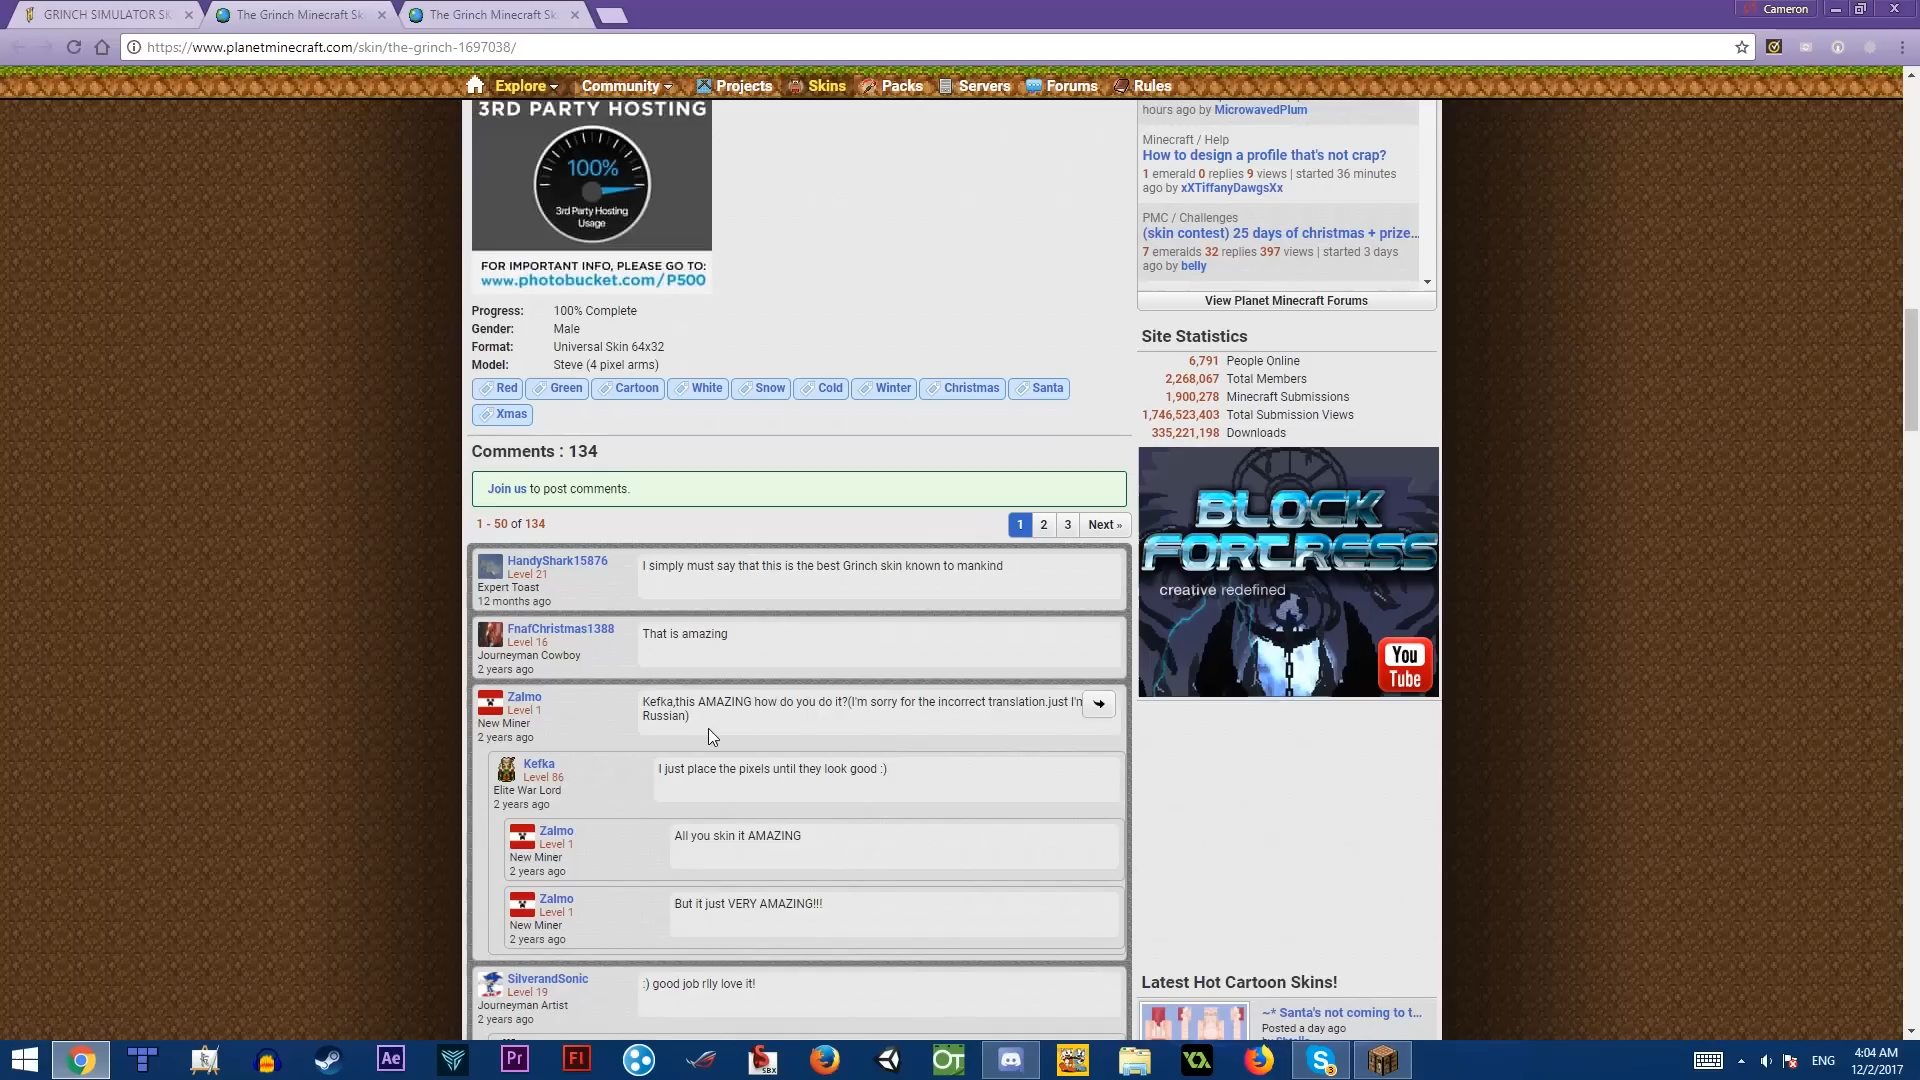 GRINCH SIMULATOR SK
The Grinch Minecraft Sk
The Grinch Minecraft Sk
Cameron
https://www.planetminecraft.com/skin/the-grinch-1697038/
Explore
Community
Projects
Skins
Packs
Servers
Forums
Rules
3RD PARTY HOSTING
100%
3rd Party Hosting
Usage
FOR IMPORTANT INFO, PLEASE GO TO:
www.photobucket.com/P500
Progress: 100% Complete
Gender: Male
Format: Universal Skin 64x32
Model: Steve (4 pixel arms)
Red Green Cartoon White Snow Cold Winter Christmas Santa
Xmas
Comments : 134
Join us to post comments.
1 - 50 of 134
1 2 3 Next »
HandyShark15876
Level 21
Expert Toast
12 months ago
I simply must say that this is the best Grinch skin known to mankind
FnafChristmas1388
Level 16
Journeyman Cowboy
2 years ago
That is amazing
Zalmo
Level 1
New Miner
2 years ago
Kefka,this AMAZING how do you do it?(I'm sorry for the incorrect translation.just I'm
Russian)
Kefka
Level 86
Elite War Lord
2 years ago
I just place the pixels until they look good :)
Zalmo
Level 1
New Miner
2 years ago
All you skin it AMAZING
Zalmo
Level 1
New Miner
2 years ago
But it just VERY AMAZING!!!
SilverandSonic
Level 19
Journeyman Artist
2 years ago
:) good job rlly love it!
hours ago by MicrowavedPlum
Minecraft / Help
How to design a profile that's not crap?
1 emerald 0 replies 9 views | started 36 minutes
ago by xXTiffanyDawgsXx
PMC / Challenges
(skin contest) 25 days of christmas + prize...
7 emeralds 32 replies 397 views | started 3 days
ago by belly
View Planet Minecraft Forums
Site Statistics
6,791 People Online
2,268,067 Total Members
1,900,278 Minecraft Submissions
1,746,523,403 Total Submission Views
335,221,198 Downloads
BLOCK
FORTRESS
creative redefined
You
Tube
Latest Hot Cartoon Skins!
~* Santa's not coming to t...
Posted a day ago
Ae
Pr
Fl
SBX
OT
3
ENG
4:04 AM
12/2/2017